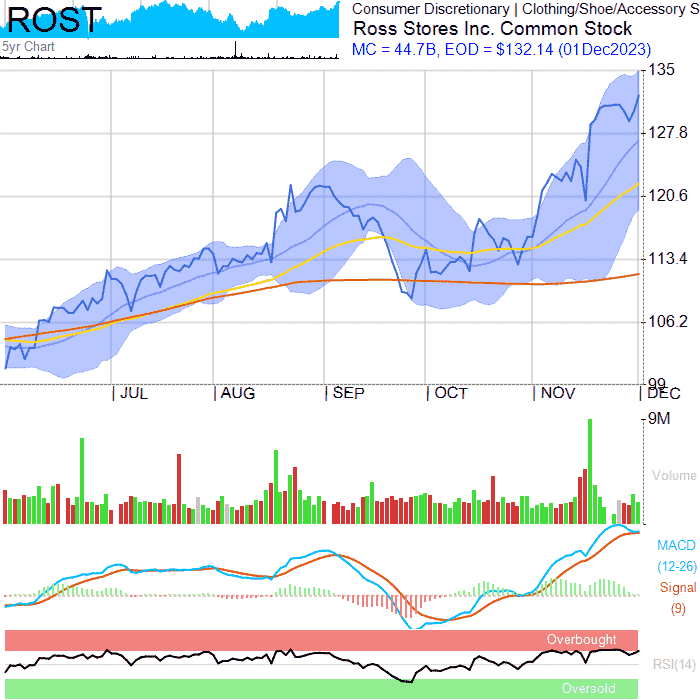 ROST
Consumer Discretionary | Clothing/Shoe/Accessory S
Ross Stores Inc. Common Stock
5yr Chart
MC = 44.7B, EOD = $132.14 (01Dec2023)
135
127.8
120.6
113.4
106.2
99
JUL
AUG
SEP
OCT
NOV
DEC
9M
Volume
MACD
(12-26)
Signal
(9)
Overbought
RSI(14)
Oversold